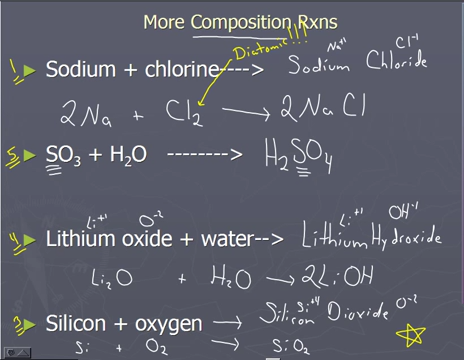 More Composition Rxns
Diatomic!!!
Na⁺¹ Cl⁻¹
1 Sodium + chlorine----> Sodium Chloride
2Na + Cl₂ → 2NaCl
5 SO₃ + H₂O --------> H₂SO₄
Li⁺¹ O⁻² Li⁺¹ OH⁻¹
4 Lithium oxide + water--> Lithium Hydroxide
Li₂O + H₂O → 2LiOH
3 Silicon + oxygen → Silicon Dioxide
Si⁺⁴ O⁻²
Si + O₂ → SiO₂